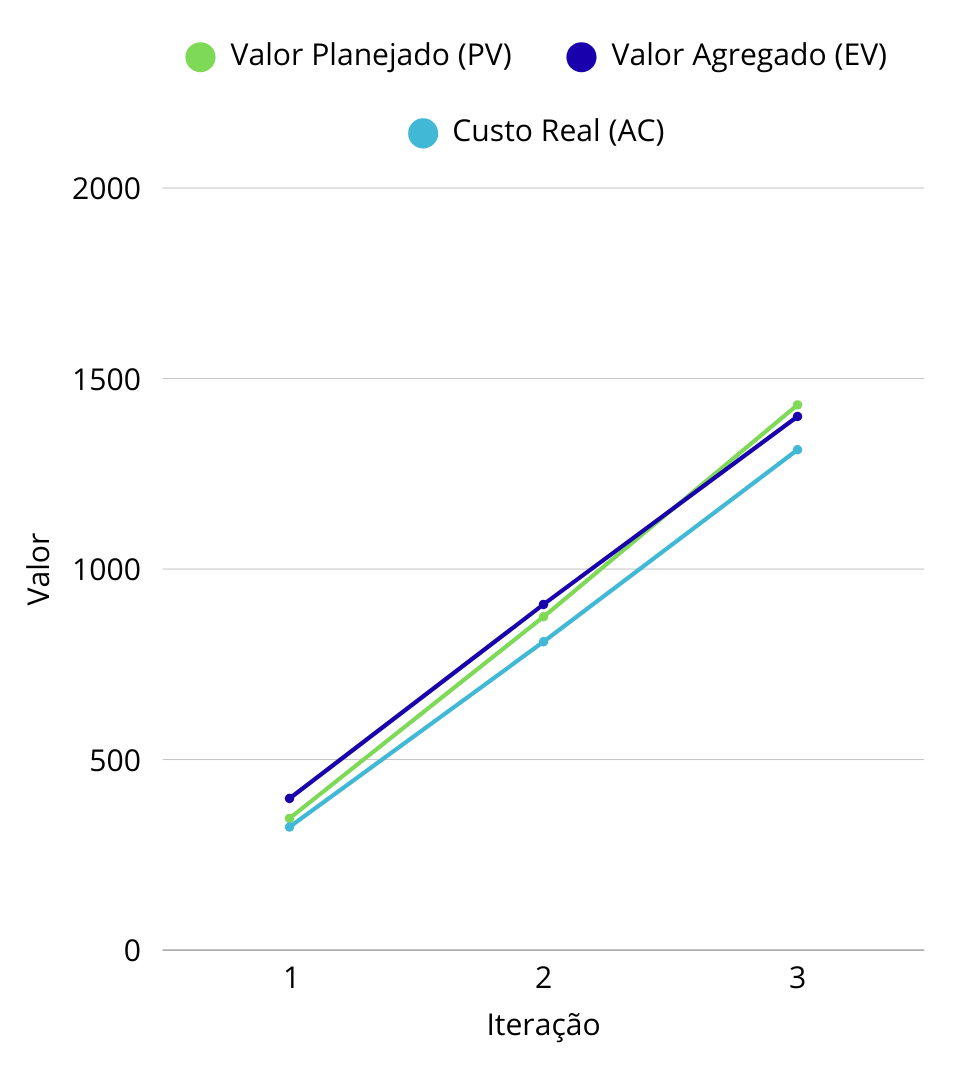 Valor Planejado (PV) Valor Agregado (EV)
Custo Real (AC)
2000
1500
1000
500
0
Valor
1 2 3
Iteração